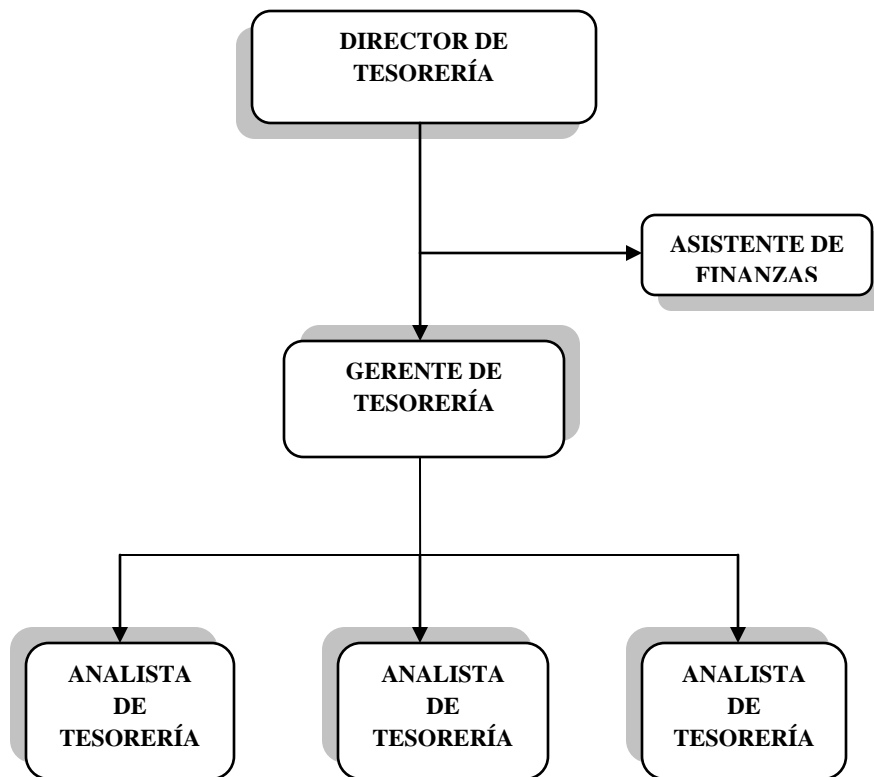 DIRECTOR DE
TESORERÍA
ASISTENTE DE
FINANZAS
GERENTE DE
TESORERÍA
ANALISTA
DE
TESORERÍA
ANALISTA
DE
TESORERÍA
ANALISTA
DE
TESORERÍA